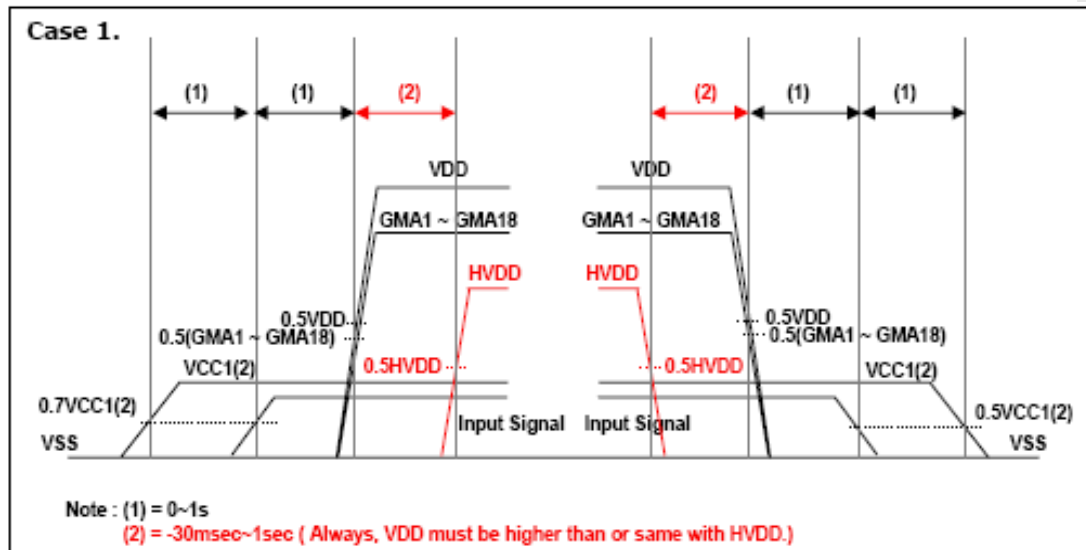 Case 1.
(1) (1) (2) (2) (1) (1)
VDD VDD
GMA1 ~ GMA18 GMA1 ~ GMA18
HVDD HVDD
0.5VDD 0.5VDD
0.5(GMA1 ~ GMA18) 0.5(GMA1 ~ GMA18)
VCC1(2) 0.5HVDD 0.5HVDD VCC1(2)
0.7VCC1(2) 0.5VCC1(2)
Input Signal Input Signal
VSS VSS
Note : (1) = 0~1s
(2) = -30msec~1sec ( Always, VDD must be higher than or same with HVDD.)